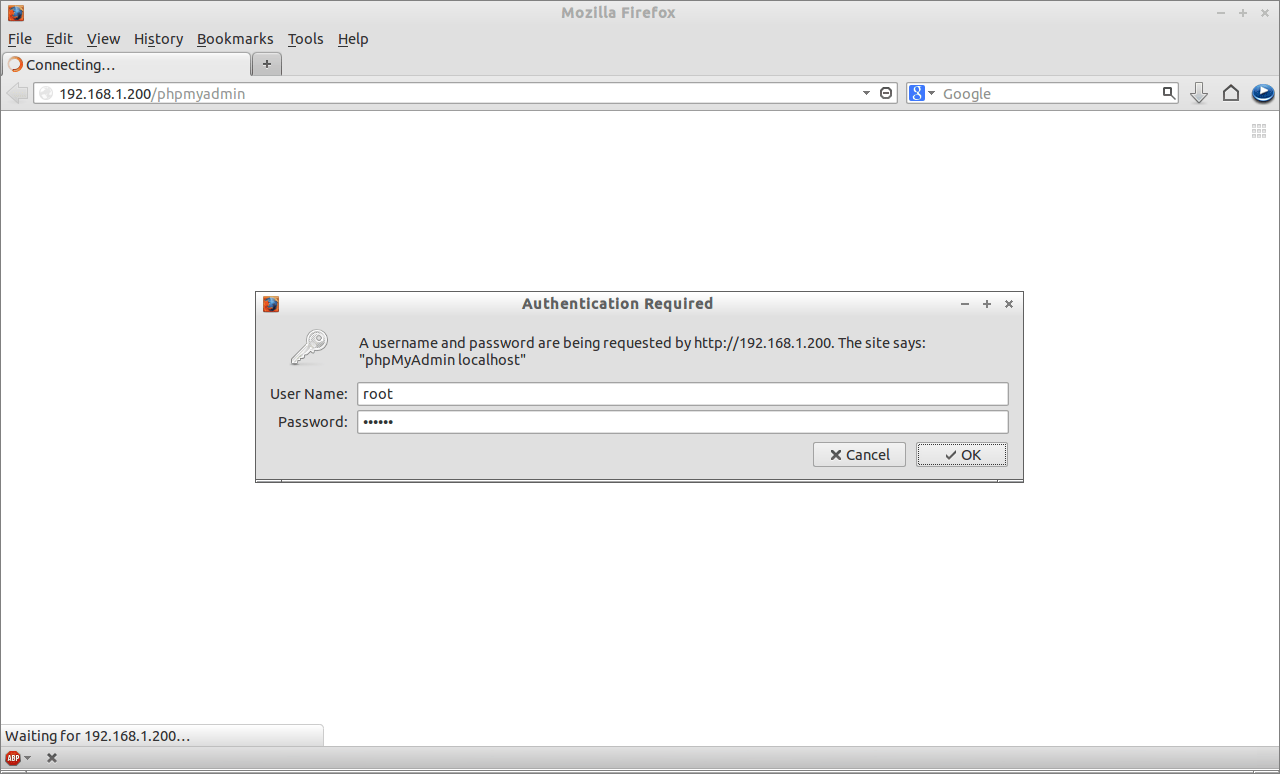 Mozilla Firefox
File Edit View History Bookmarks Tools Help
Connecting...
192.168.1.200/phpmyadmin
8 Google
Authentication Required
A username and password are being requested by http://192.168.1.200. The site says:
"phpMyAdmin localhost"
User Name: root
Password: ••••••
Cancel OK
Waiting for 192.168.1.200...
ABP